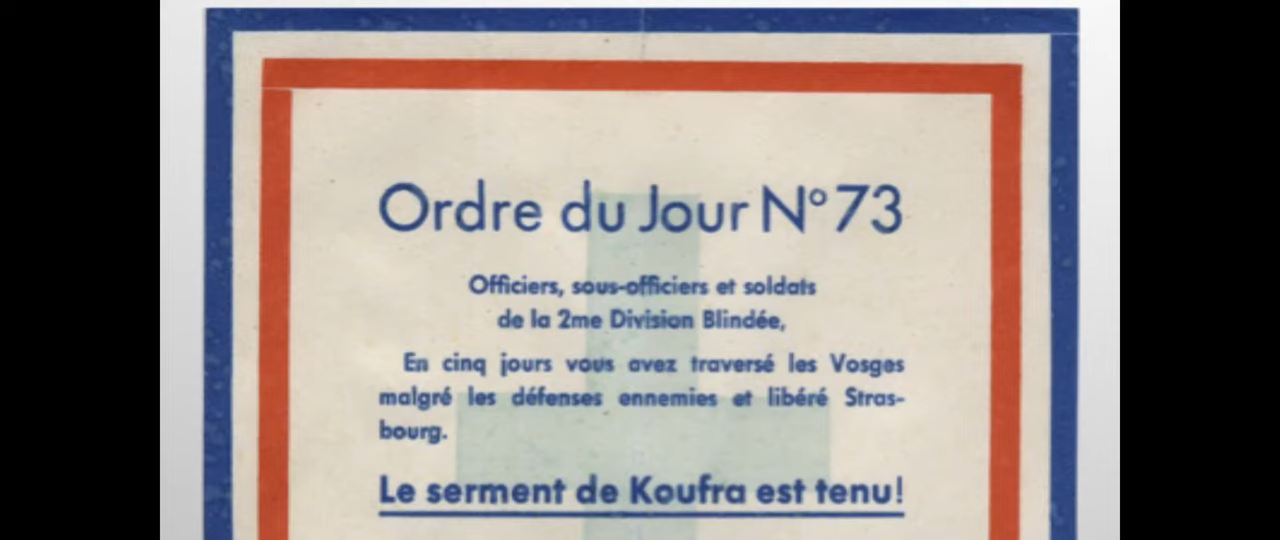 Ordre du Jour N° 73
Officiers, sous-officiers et soldats
de la 2me Division Blindée,
En cinq jours vous avez traversé les Vosges
malgré les défenses ennemies et libéré Stras-
bourg.
Le serment de Koufra est tenu!